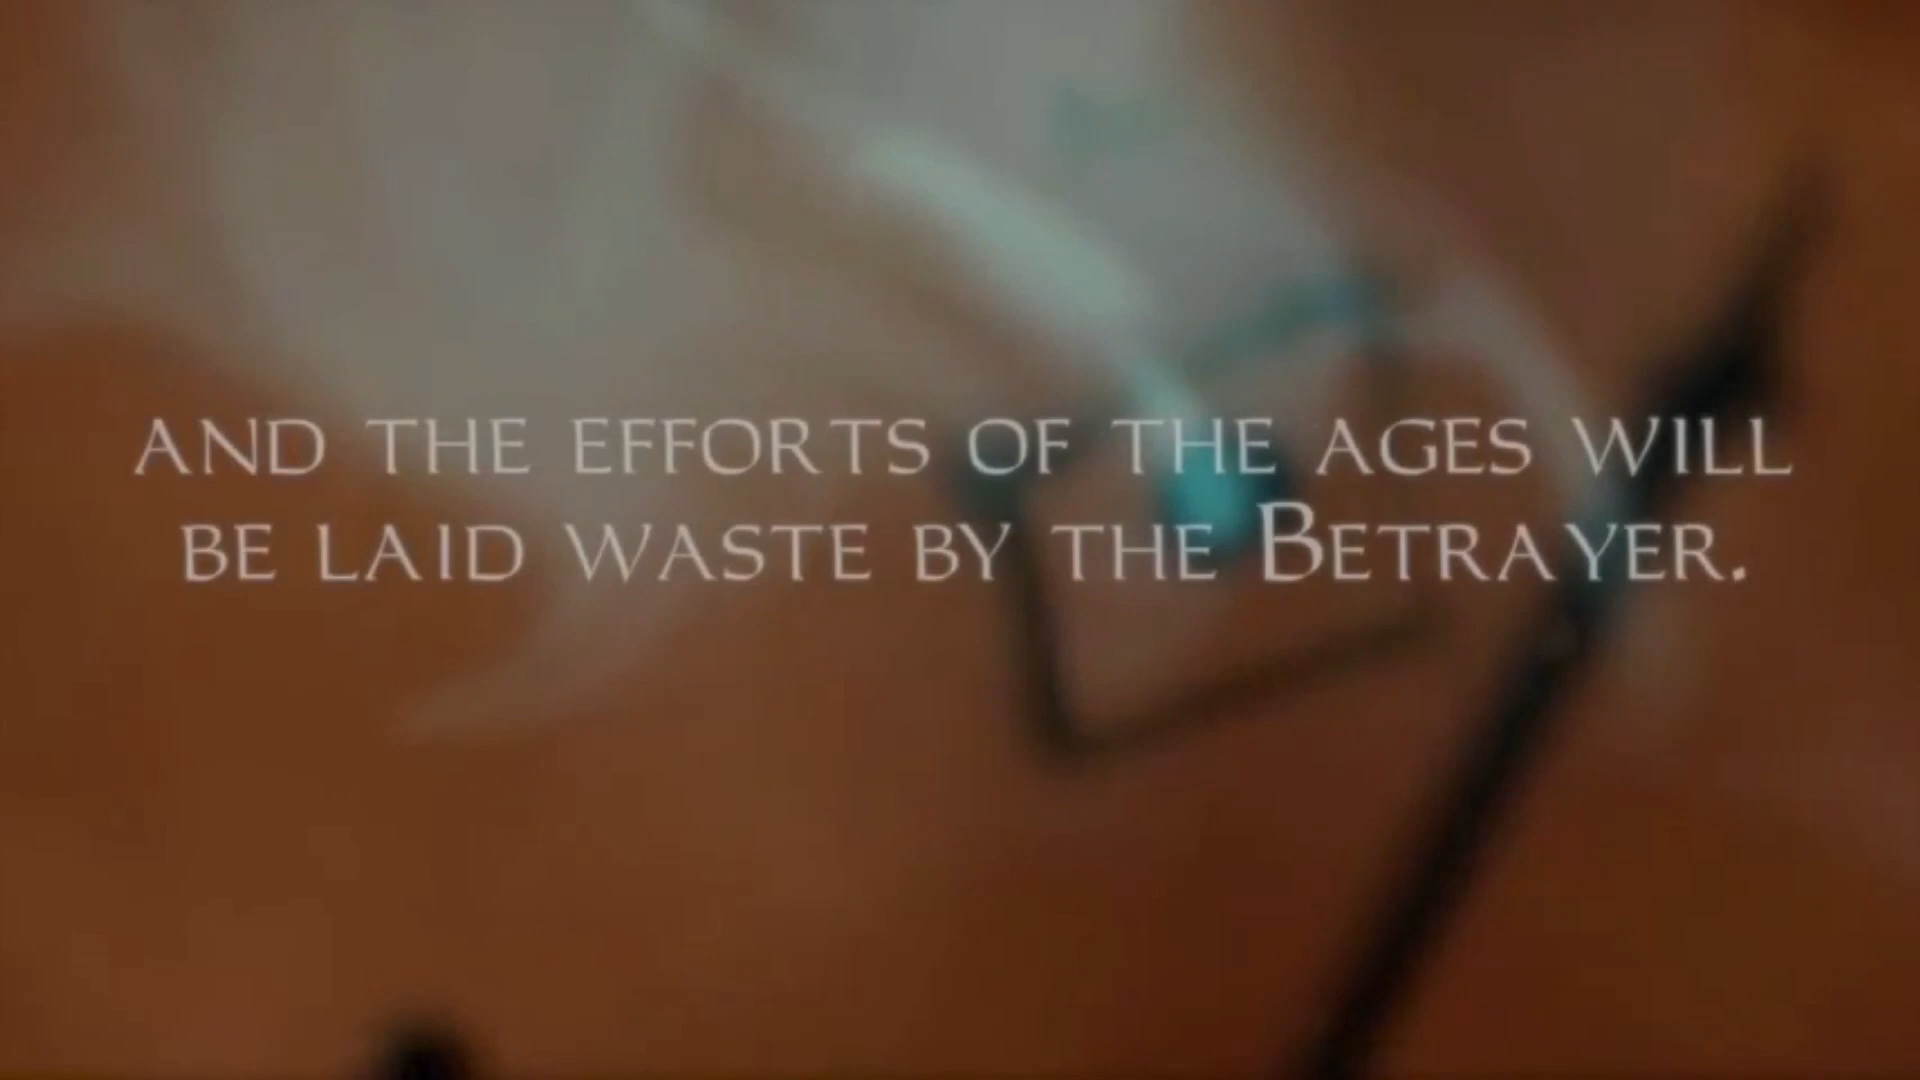 AND THE EFFORTS OF THE AGES WILL
BE LAID WASTE BY THE BETRAYER.